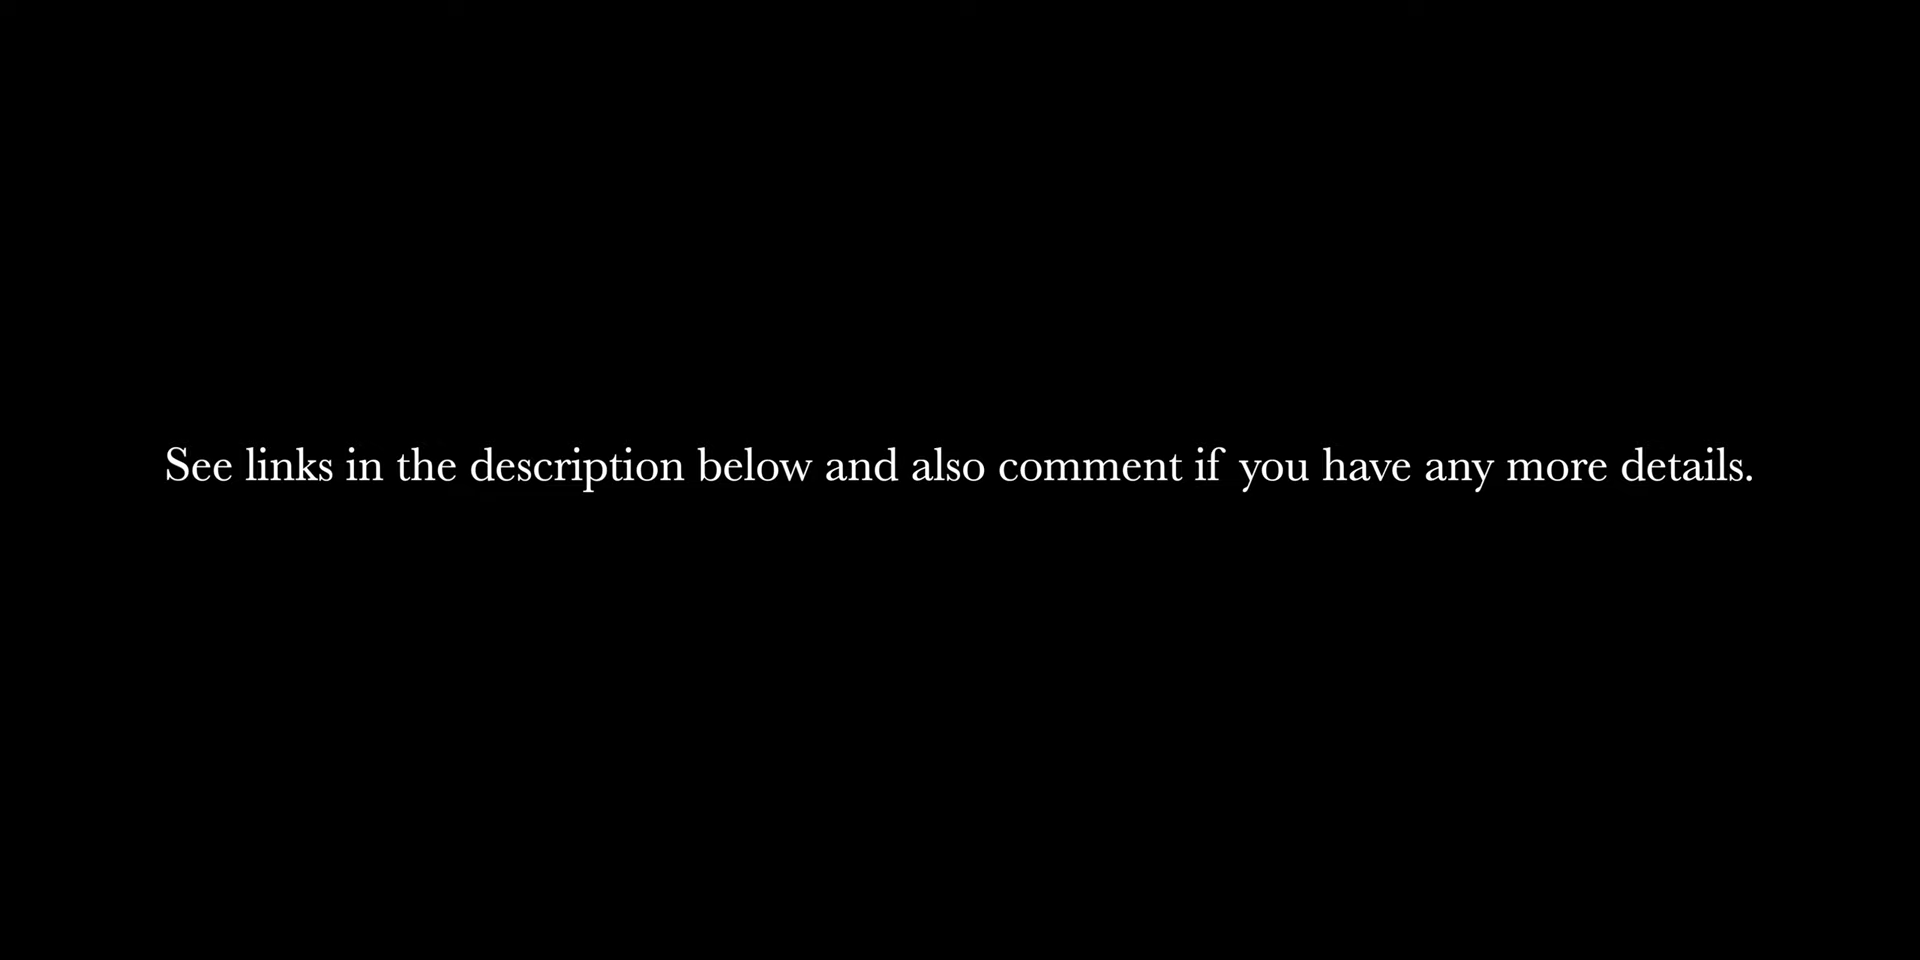 See links in the description below and also comment if you have any more details.